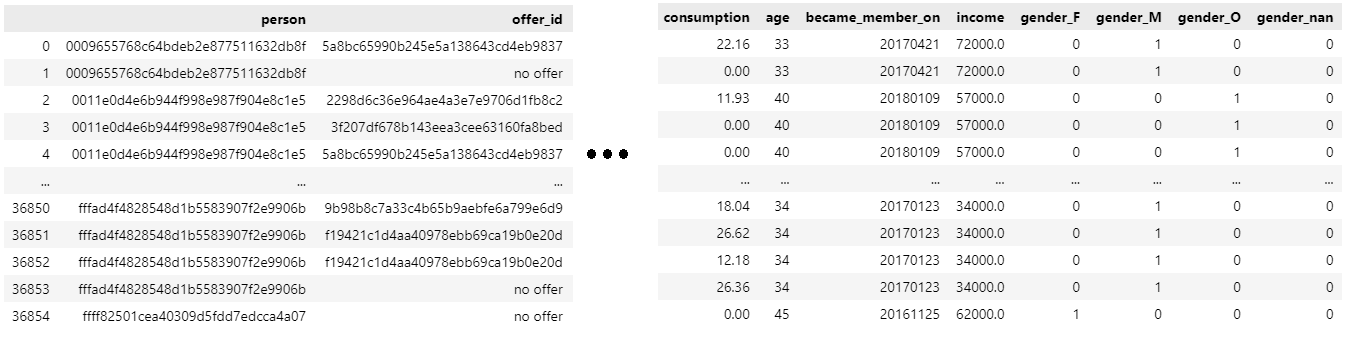 person offer_id consumption age became_member_on income gender_F gender_M gender_O gender_nan
0 0009655768c64bdeb2e877511632db8f 5a8bc65990b245e5a138643cd4eb9837 22.16 33 20170421 72000.0 0 1 0 0
1 0009655768c64bdeb2e877511632db8f no offer 0.00 33 20170421 72000.0 0 1 0 0
2 0011e0d4e6b944f998e987f904e8c1e5 2298d6c36e964ae4a3e7e9706d1fb8c2 11.93 40 20180109 57000.0 0 0 1 0
3 0011e0d4e6b944f998e987f904e8c1e5 3f207df678b143eea3cee63160fa8bed 0.00 40 20180109 57000.0 0 0 1 0
4 0011e0d4e6b944f998e987f904e8c1e5 5a8bc65990b245e5a138643cd4eb9837 ••• 0.00 40 20180109 57000.0 0 0 1 0
... ... ... ... ... ... ... ... ... ... ...
36850 fffad4f4828548d1b5583907f2e9906b 9b98b8c7a33c4b65b9aebfe6a799e6d9 18.04 34 20170123 34000.0 0 1 0 0
36851 fffad4f4828548d1b5583907f2e9906b f19421c1d4aa40978ebb69ca19b0e20d 26.62 34 20170123 34000.0 0 1 0 0
36852 fffad4f4828548d1b5583907f2e9906b f19421c1d4aa40978ebb69ca19b0e20d 12.18 34 20170123 34000.0 0 1 0 0
36853 fffad4f4828548d1b5583907f2e9906b no offer 26.36 34 20170123 34000.0 0 1 0 0
36854 ffff82501cea40309d5fdd7edcca4a07 no offer 0.00 45 20161125 62000.0 1 0 0 0